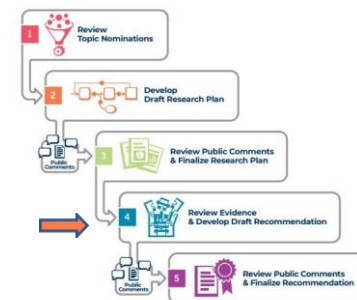 1
Review
Topic Nominations
2
Develop
Draft Research Plan
Public
Comments
3
Review Public Comments
& Finalize Research Plan
4
Review Evidence
& Develop Draft Recommendation
Public
Comments
5
Review Public Comments
& Finalize Recommendation